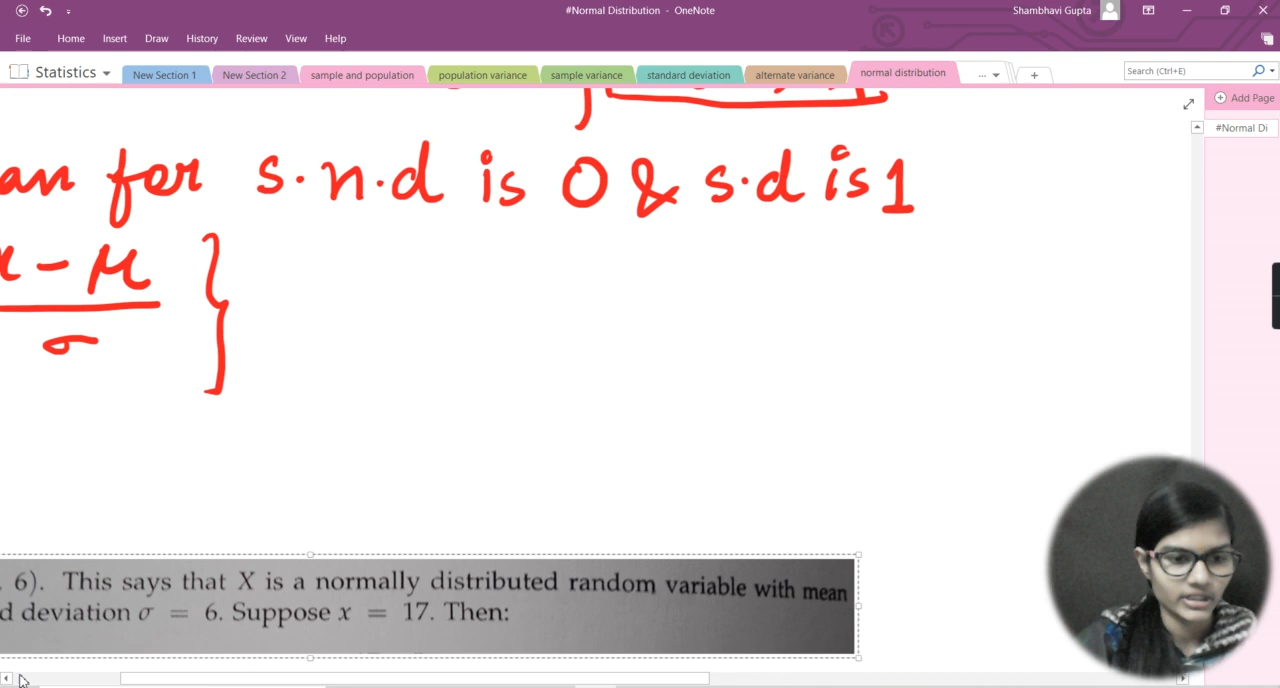 #Normal Distribution - OneNote
Shambhavi Gupta
File Home Insert Draw History Review View Help
Statistics
New Section 1 New Section 2 sample and population population variance sample variance standard deviation alternate variance normal distribution ... +
Search (Ctrl+E)
Add Page
#Normal Di
an for s.n.d is 0 & s.d is 1
x - μ }
σ
6). This says that X is a normally distributed random variable with mean
d deviation σ = 6. Suppose x = 17. Then: